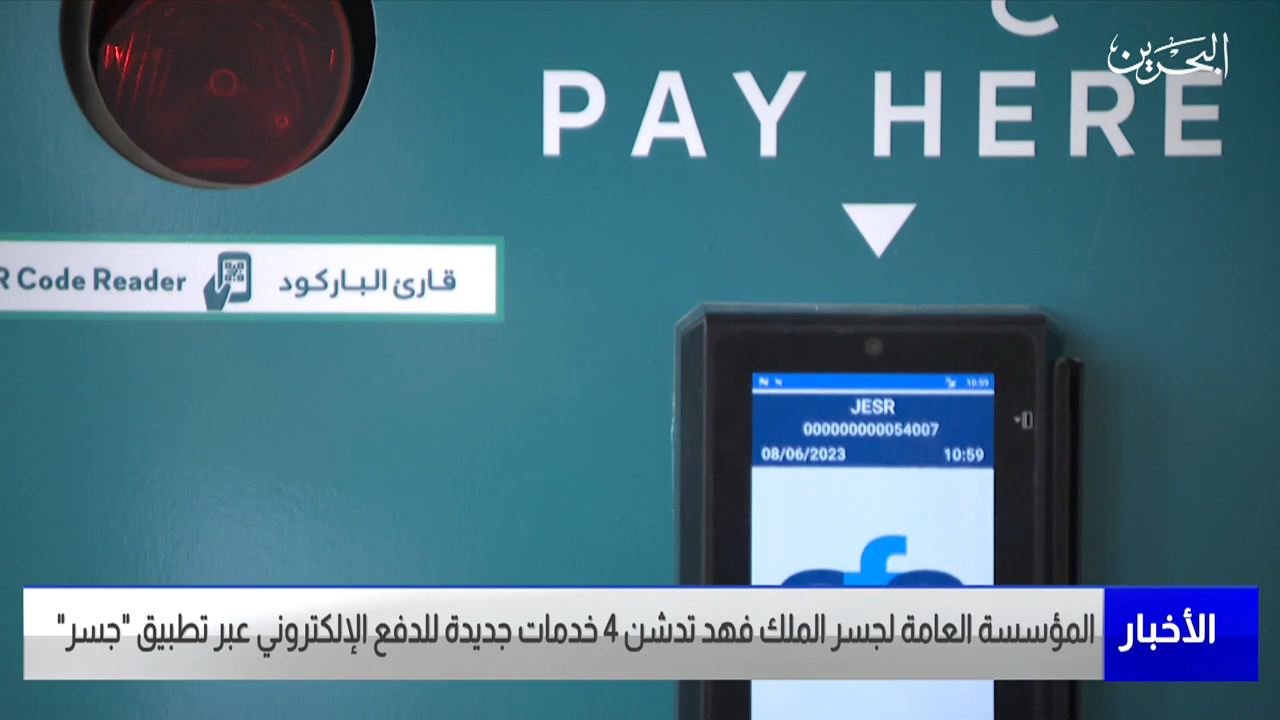 البحرين
PAY HERE
R Code Reader
قارئ الباركود
10:59
JESR
000000000054007
08/06/2023 10:59
الأخبار
المؤسسة العامة لجسر الملك فهد تدشن 4 خدمات جديدة للدفع الإلكتروني عبر تطبيق "جسر"